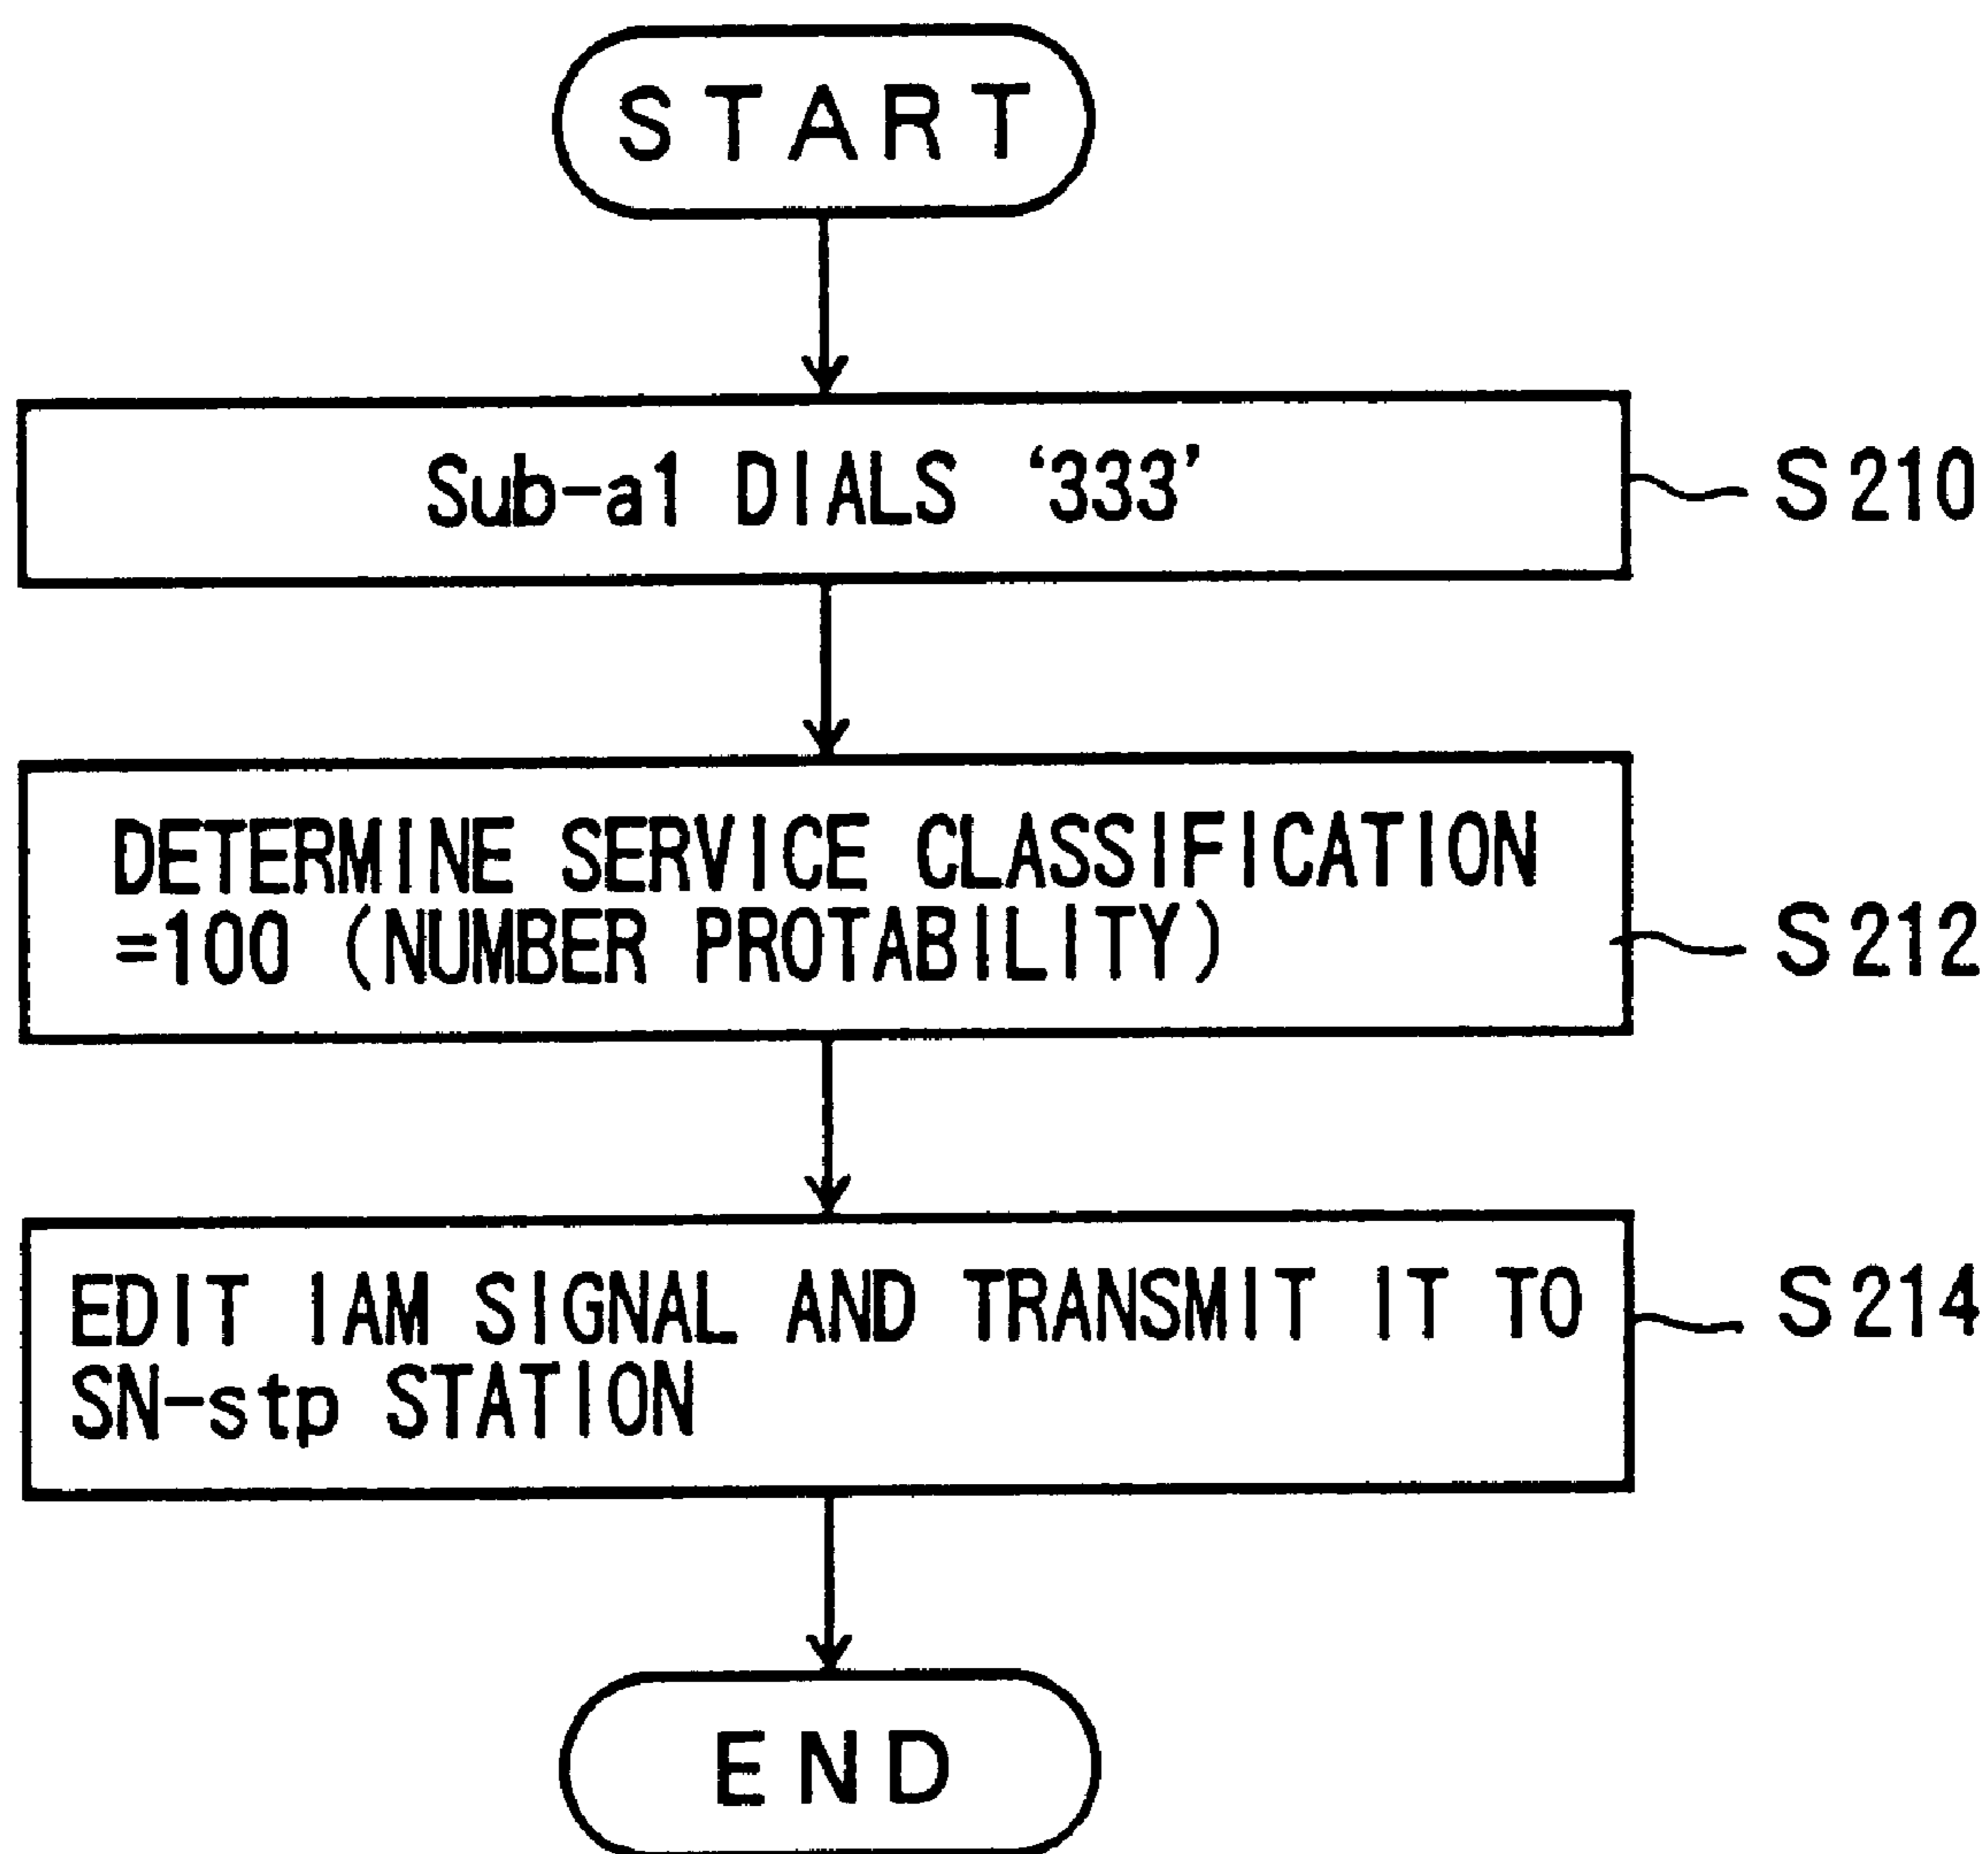 START
Sub-a1 DIALS ‘333’
S210
DETERMINE SERVICE CLASSIFICATION
=100 (NUMBER PROTABILITY)
S212
EDIT 1AM SIGNAL AND TRANSMIT IT TO
SN-stp STATION
S214
END